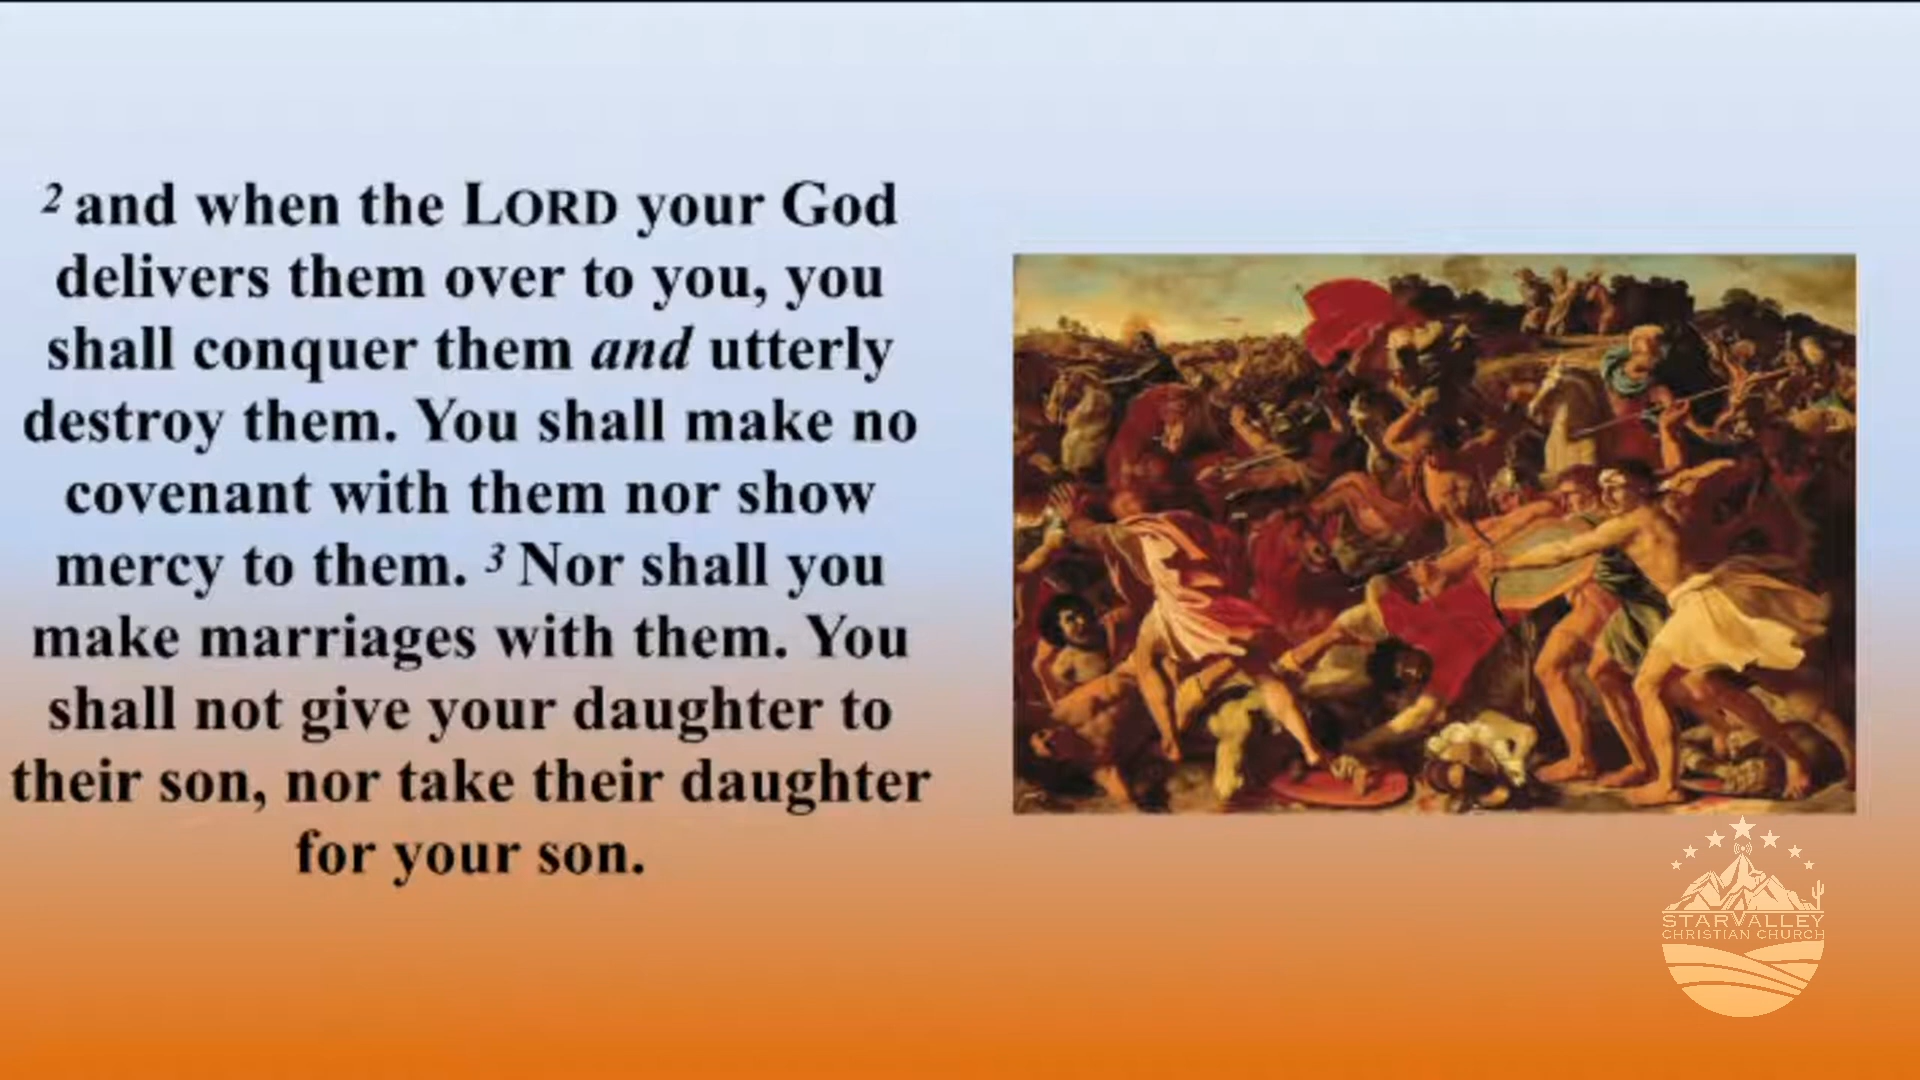 2 and when the LORD your God
delivers them over to you, you
shall conquer them and utterly
destroy them. You shall make no
covenant with them nor show
mercy to them. 3 Nor shall you
make marriages with them. You
shall not give your daughter to
their son, nor take their daughter
for your son.
STAR VALLEY
CHRISTIAN CHURCH